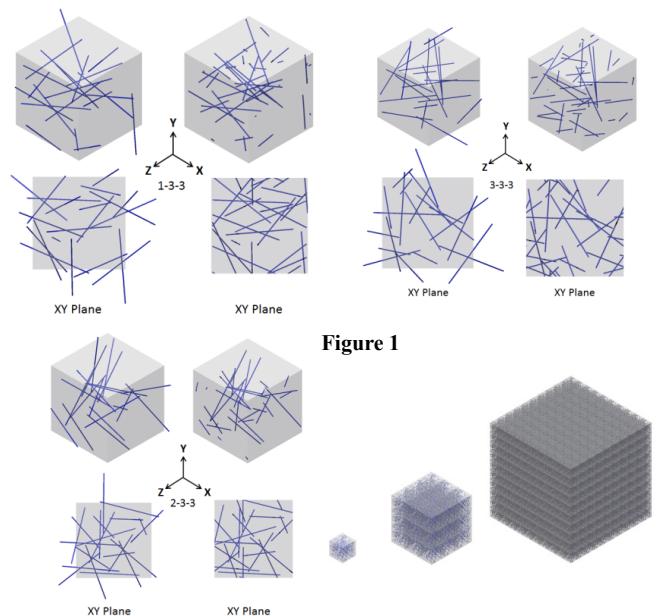 Y
Z X
1-3-3
XY Plane XY Plane
Y
Z X
3-3-3
XY Plane XY Plane
Figure 1
Y
Z X
2-3-3
XY Plane XY Plane